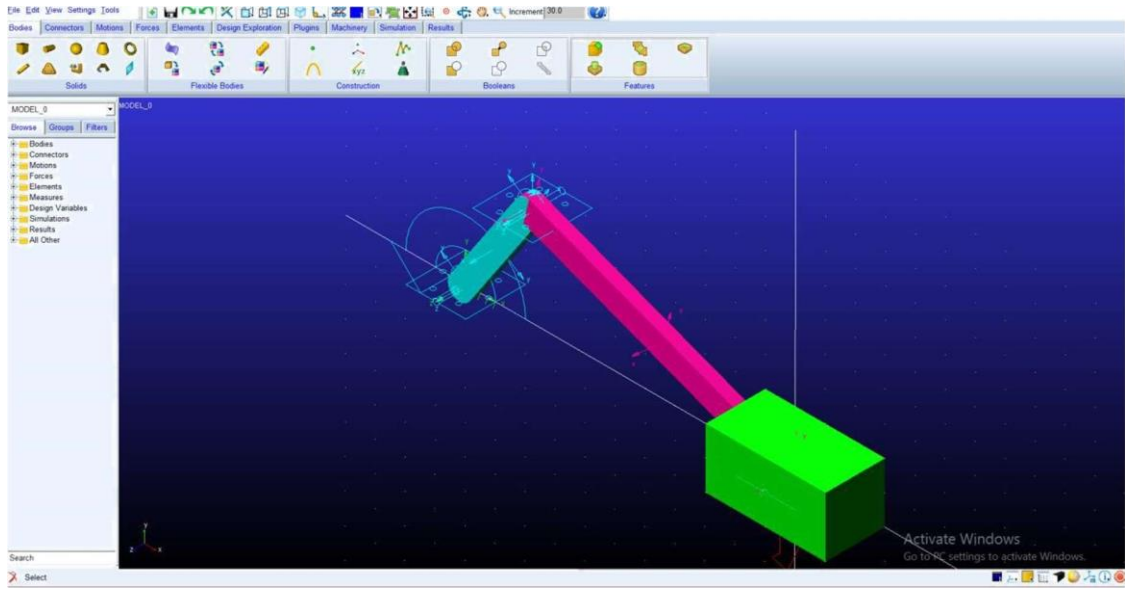 File Edit View Settings Tools
Increment 30.0
Bodies Connectors Motions Forces Elements Design Exploration Plugins Machinery Simulation Results
xyz
Solids Flexible Bodies Construction Booleans Features
MODEL_0
MODEL_0
Browse Groups Filters
Bodies
Connectors
Motions
Forces
Elements
Measures
Design Variables
Simulations
Results
All Other
Activate Windows
Go to PC settings to activate Windows.
Search
Select